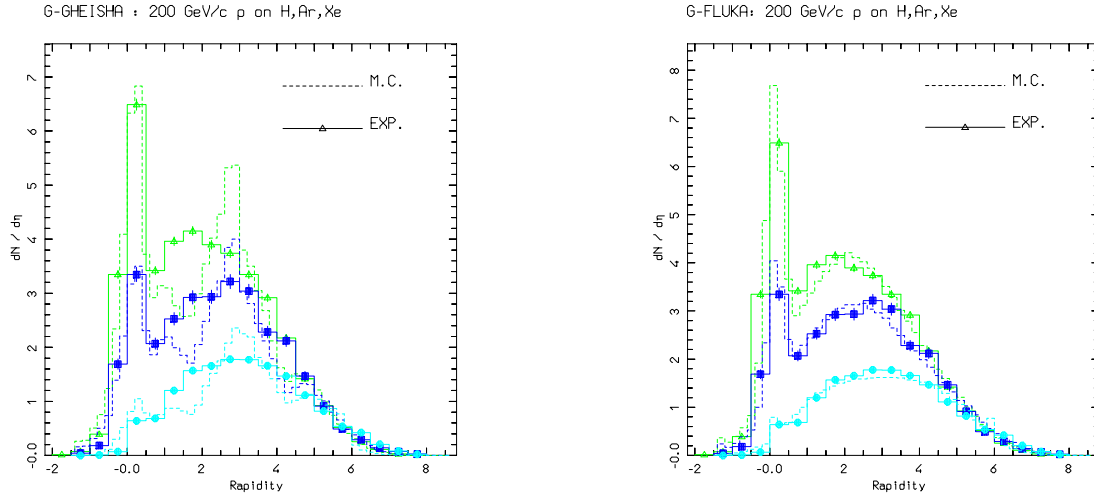 G-GHEISHA : 200 GeV/c p on H,Ar,Xe
7
6
5
4
3
2
1
-0.0
dN / dη
M.C.
EXP.
-2
-0.0
2
4
6
8
Rapidity
G-FLUKA: 200 GeV/c p on H,Ar,Xe
8
7
6
5
4
3
2
1
-0.0
dN / dη
M.C.
EXP.
-2
-0.0
2
4
6
8
Rapidity